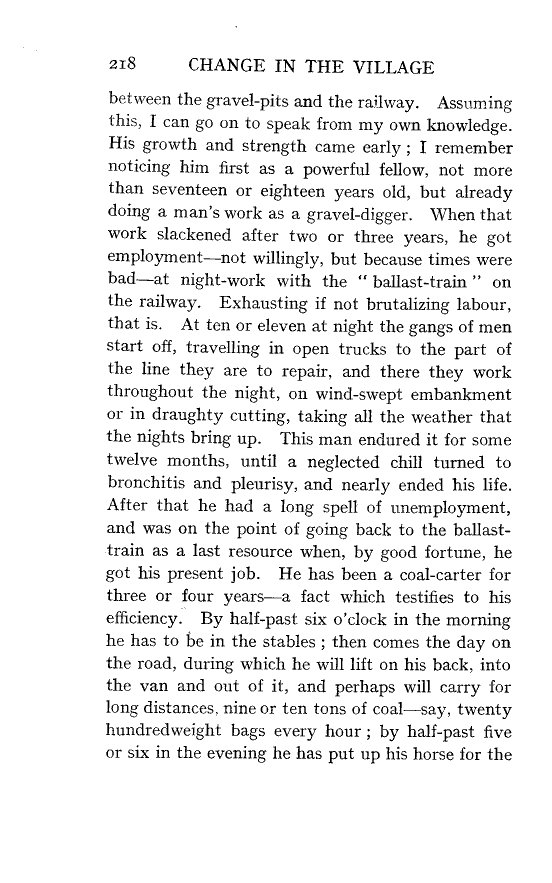 218 CHANGE IN THE VILLAGE
between the gravel-pits and the railway. Assuming
this, I can go on to speak from my own knowledge.
His growth and strength came early ; I remember
noticing him first as a powerful fellow, not more
than seventeen or eighteen years old, but already
doing a man's work as a gravel-digger. When that
work slackened after two or three years, he got
employment—not willingly, but because times were
bad—at night-work with the " ballast-train " on
the railway. Exhausting if not brutalizing labour,
that is. At ten or eleven at night the gangs of men
start off, travelling in open trucks to the part of
the line they are to repair, and there they work
throughout the night, on wind-swept embankment
or in draughty cutting, taking all the weather that
the nights bring up. This man endured it for some
twelve months, until a neglected chill turned to
bronchitis and pleurisy, and nearly ended his life.
After that he had a long spell of unemployment,
and was on the point of going back to the ballast-
train as a last resource when, by good fortune, he
got his present job. He has been a coal-carter for
three or four years—a fact which testifies to his
efficiency. By half-past six o'clock in the morning
he has to be in the stables ; then comes the day on
the road, during which he will lift on his back, into
the van and out of it, and perhaps will carry for
long distances, nine or ten tons of coal—say, twenty
hundredweight bags every hour ; by half-past five
or six in the evening he has put up his horse for the